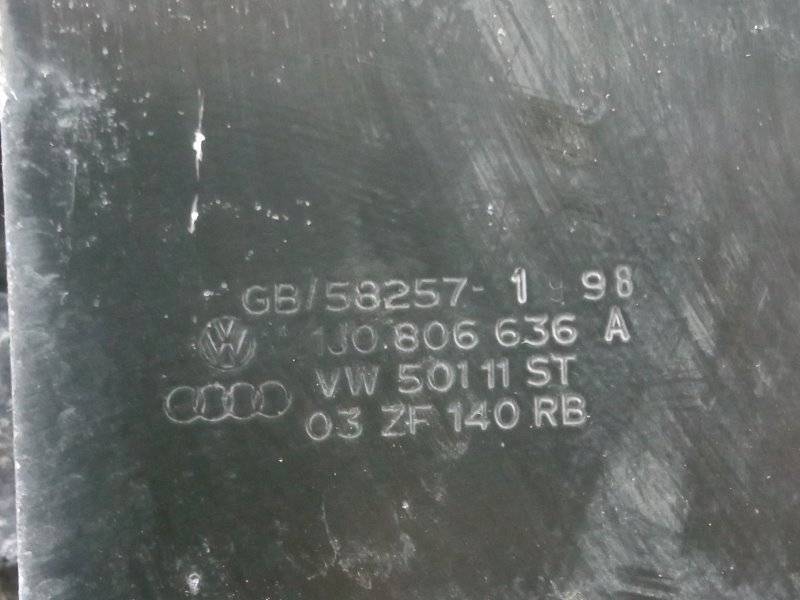 GB/58257- 1 98
1J0.806 636 A
VW 501 11 ST
03 ZF 140 RB